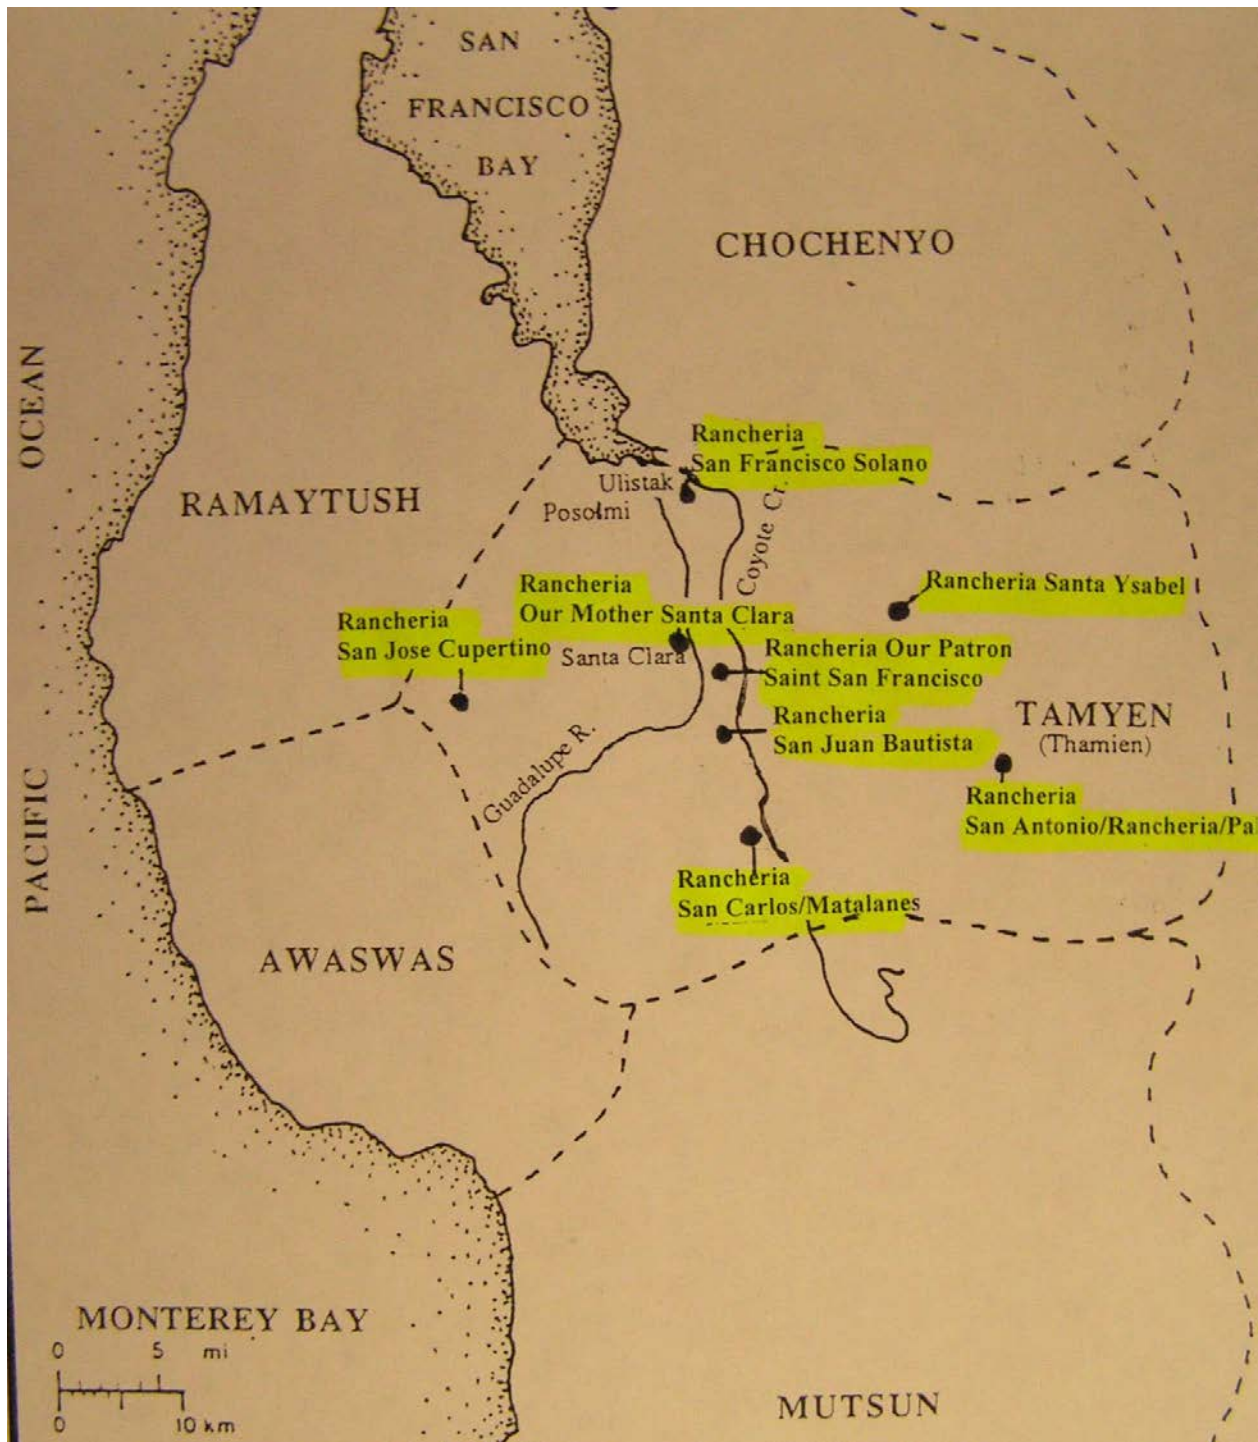 SAN
FRANCISCO
BAY
CHOCHENYO
OCEAN
Rancheria
San Francisco Solano
RAMAYTUSH
Ulistak
Posolmi
Coyote Cr.
Rancheria Santa Ysabel
Rancheria
Our Mother Santa Clara
Rancheria
San Jose Cupertino
Santa Clara
Rancheria Our Patron
Saint San Francisco
Rancheria
San Juan Bautista
TAMYEN
(Thamien)
Guadalupe R.
PACIFIC
Rancheria
San Antonio/Rancheria/Pal
Rancheria
San Carlos/Matalanes
AWASWAS
MONTEREY BAY
0 5 mi
0 10 km
MUTSUN